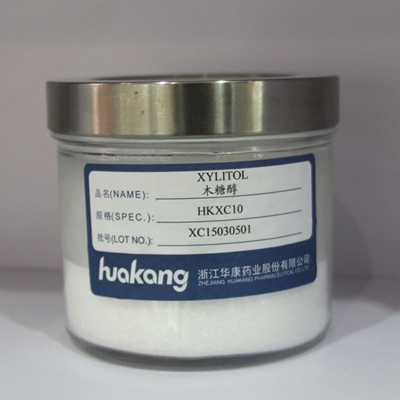 XYLITOL
品名(NAME): 木糖醇
规格(SPEC.): HKXC10
批号(LOT NO.): XC15030501
huakang 浙江华康药业股份有限公司
ZHEJIANG HUAKANG PHARMACEUTICAL CO.,LTD.